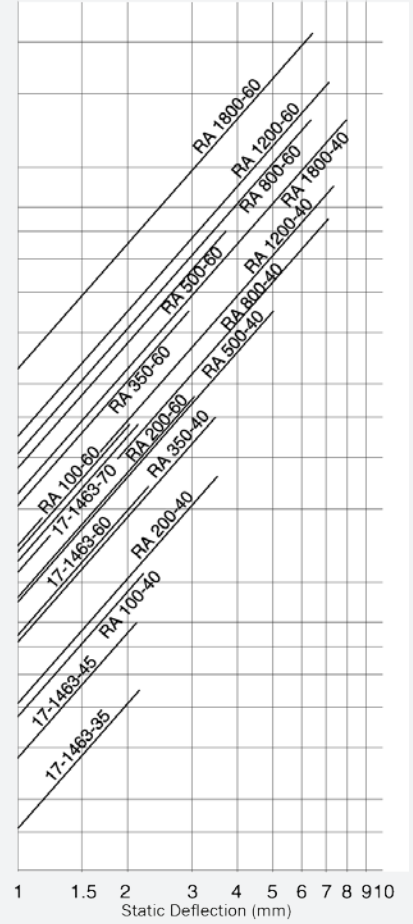 RA 1800-60
RA 1200-60
RA 800-60
RA 1800-40
RA 1200-40
RA 500-60
RA 800-40
RA 500-40
RA 350-60
RA 200-60
RA 350-40
RA 100-60
17-1463-70
17-1463-60
RA 200-40
RA 100-40
17-1463-45
17-1463-35
1 1.5 2 3 4 5 6 7 8 9 10
Static Deflection (mm)